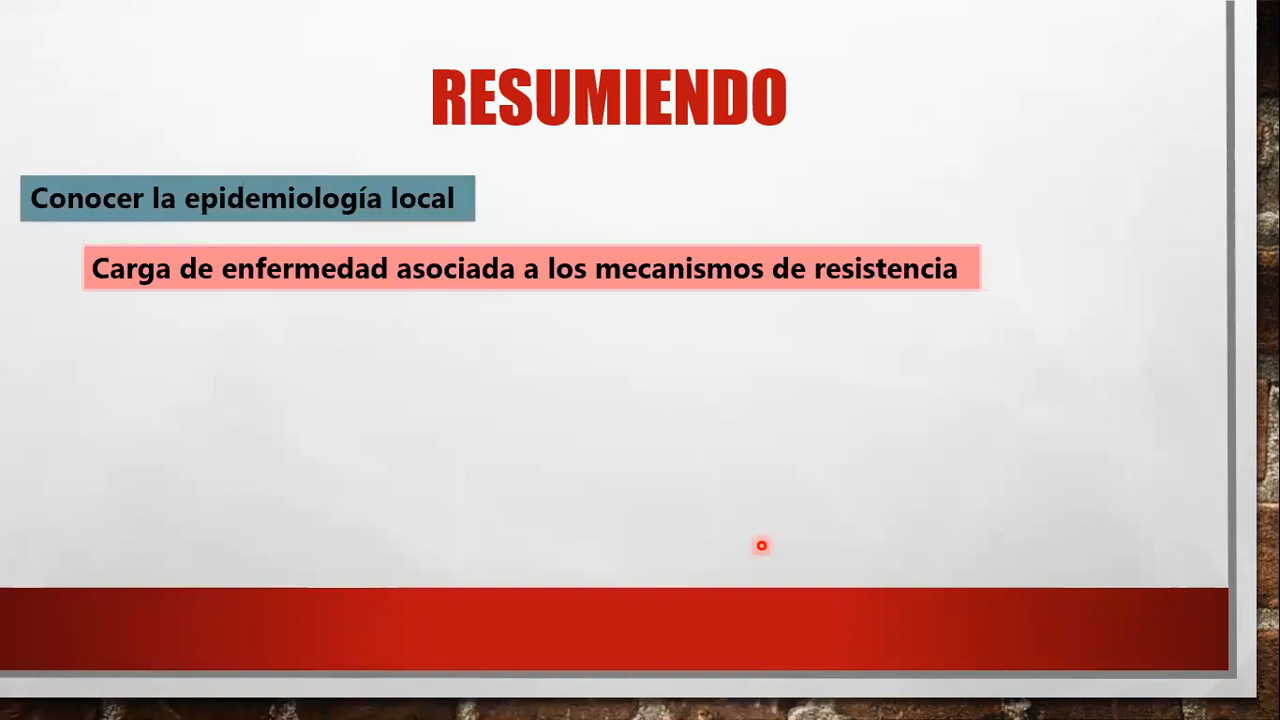 RESUMIENDO
Conocer la epidemiología local
Carga de enfermedad asociada a los mecanismos de resistencia